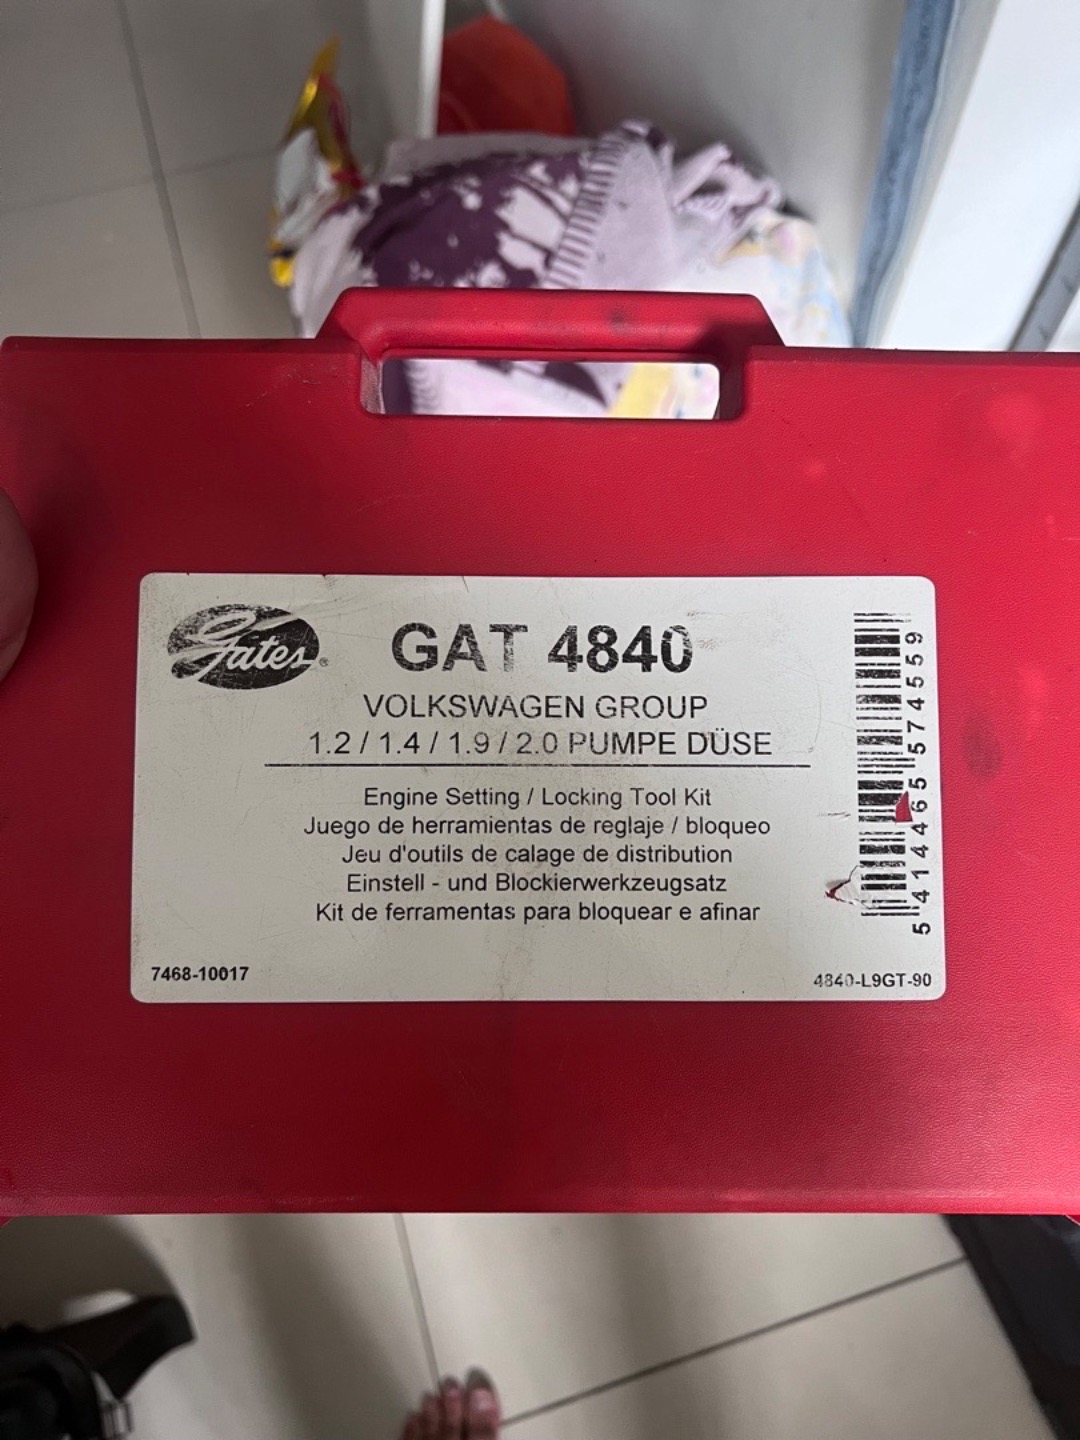 Gates®
GAT 4840
VOLKSWAGEN GROUP
1.2 / 1.4 / 1.9 / 2.0 PUMPE DÜSE
Engine Setting / Locking Tool Kit
Juego de herramientas de reglaje / bloqueo
Jeu d'outils de calage de distribution
Einstell - und Blockierwerkzeugsatz
Kit de ferramentas para bloquear e afinar
7468-10017
4840-L9GT-90
5414465574559